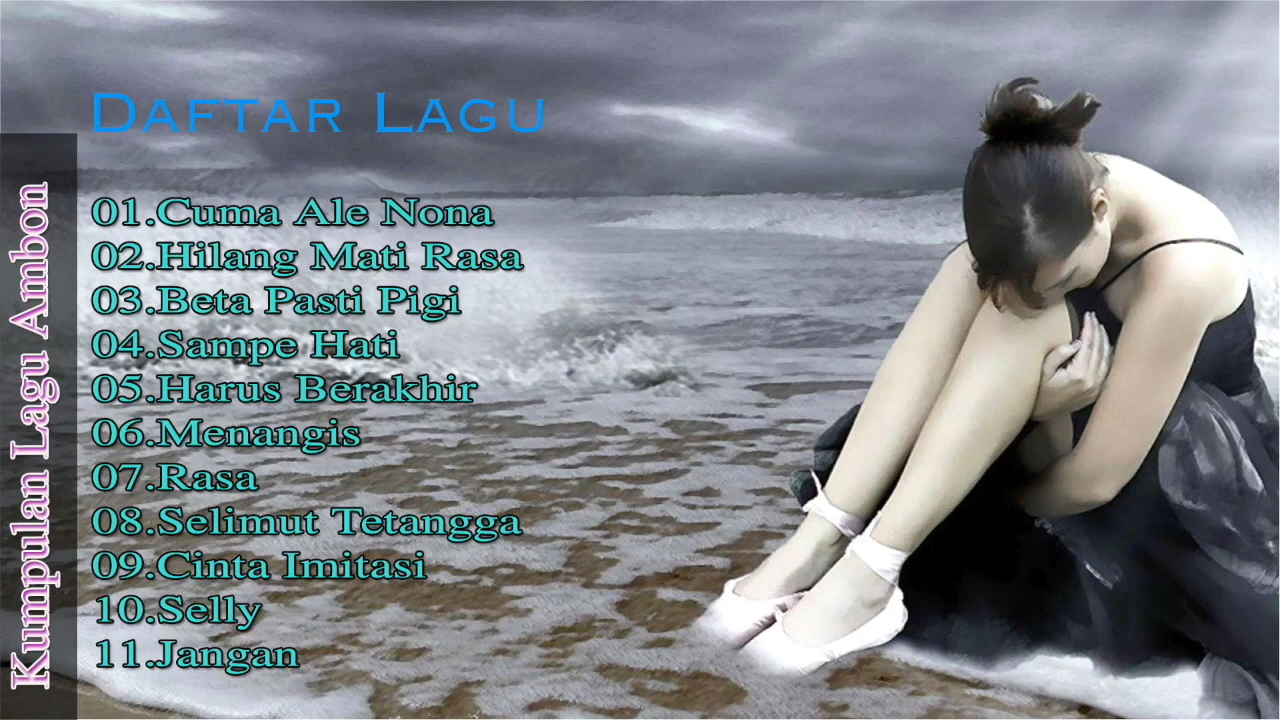 Daftar Lagu
Kumpulan Lagu Ambon
01.Cuma Ale Nona
02.Hilang Mati Rasa
03.Beta Pasti Pigi
04.Sampe Hati
05.Harus Berakhir
06.Menangis
07.Rasa
08.Selimut Tetangga
09.Cinta Imitasi
10.Selly
11.Jangan